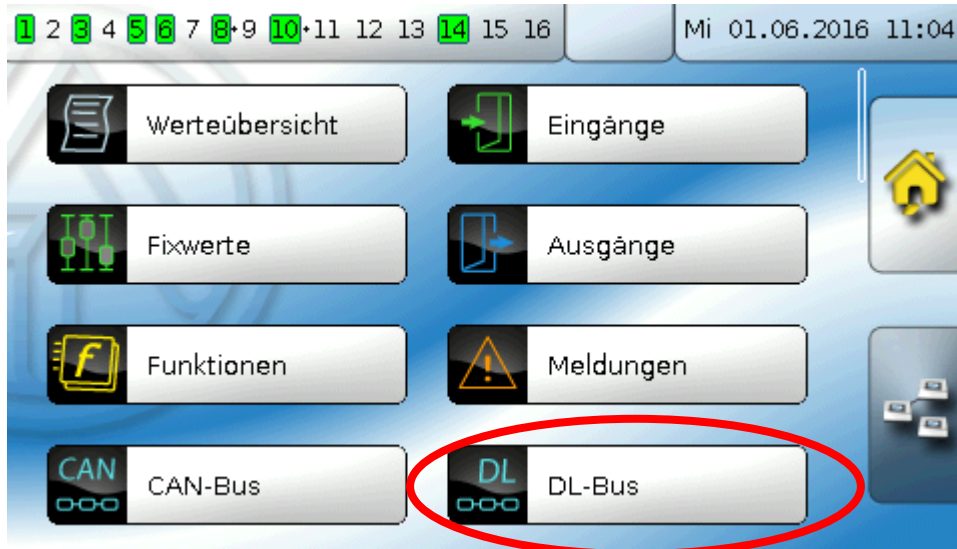 1 2 3 4 5 6 7 8+9 10+11 12 13 14 15 16 Mi 01.06.2016 11:04
Werteübersicht Eingänge
Fixwerte Ausgänge
f Funktionen Meldungen
CAN CAN-Bus DL DL-Bus